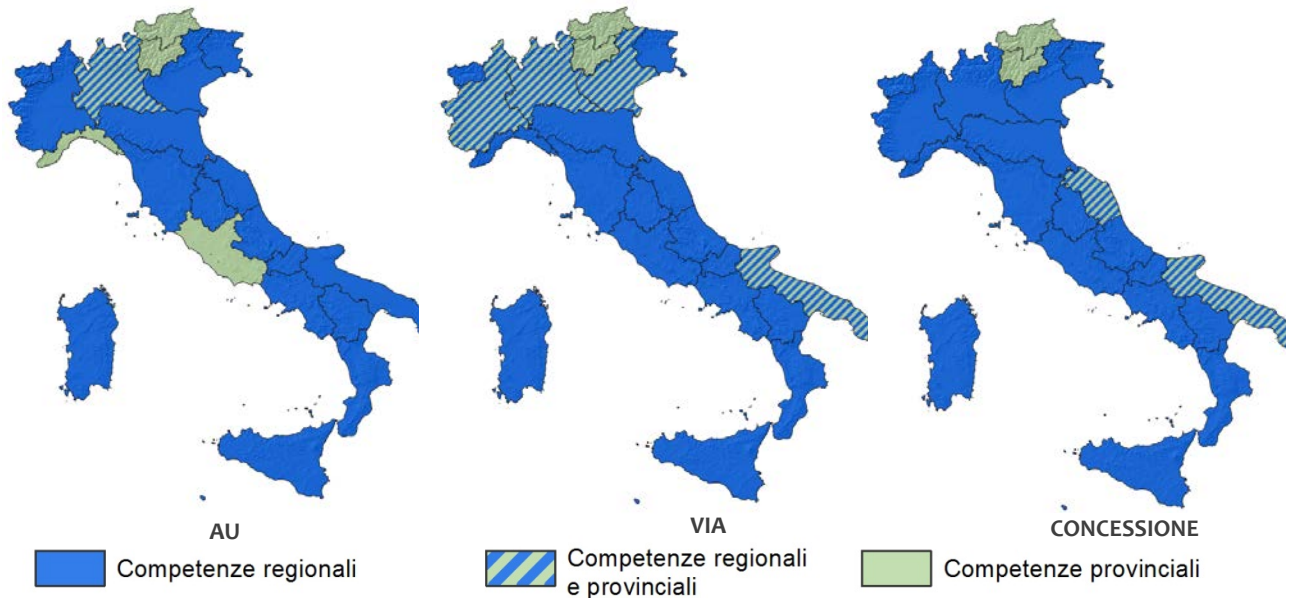 AU
VIA
CONCESSIONE
Competenze regionali
Competenze regionali
e provinciali
Competenze provinciali